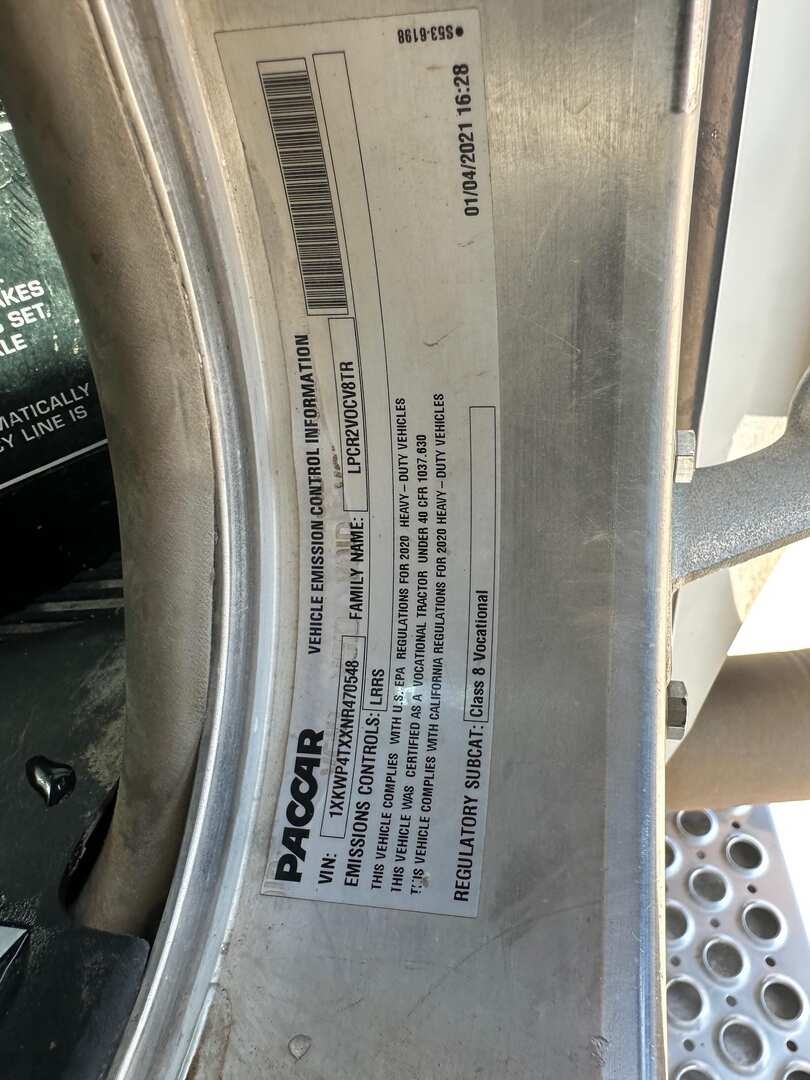 PACCAR
VEHICLE EMISSION CONTROL INFORMATION
VIN: 1XKWP4TXXNR470548 FAMILY NAME: LPCR2VOCV8TR
EMISSIONS CONTROLS: LRRS
THIS VEHICLE COMPLIES WITH U.S. EPA REGULATIONS FOR 2020 HEAVY-DUTY VEHICLES
THIS VEHICLE WAS CERTIFIED AS A VOCATIONAL TRACTOR UNDER 40 CFR 1037.630
THIS VEHICLE COMPLIES WITH CALIFORNIA REGULATIONS FOR 2020 HEAVY-DUTY VEHICLES
REGULATORY SUBCAT: Class 8 Vocational
01/04/2021 16:28
S53-6198
SET
LINE IS